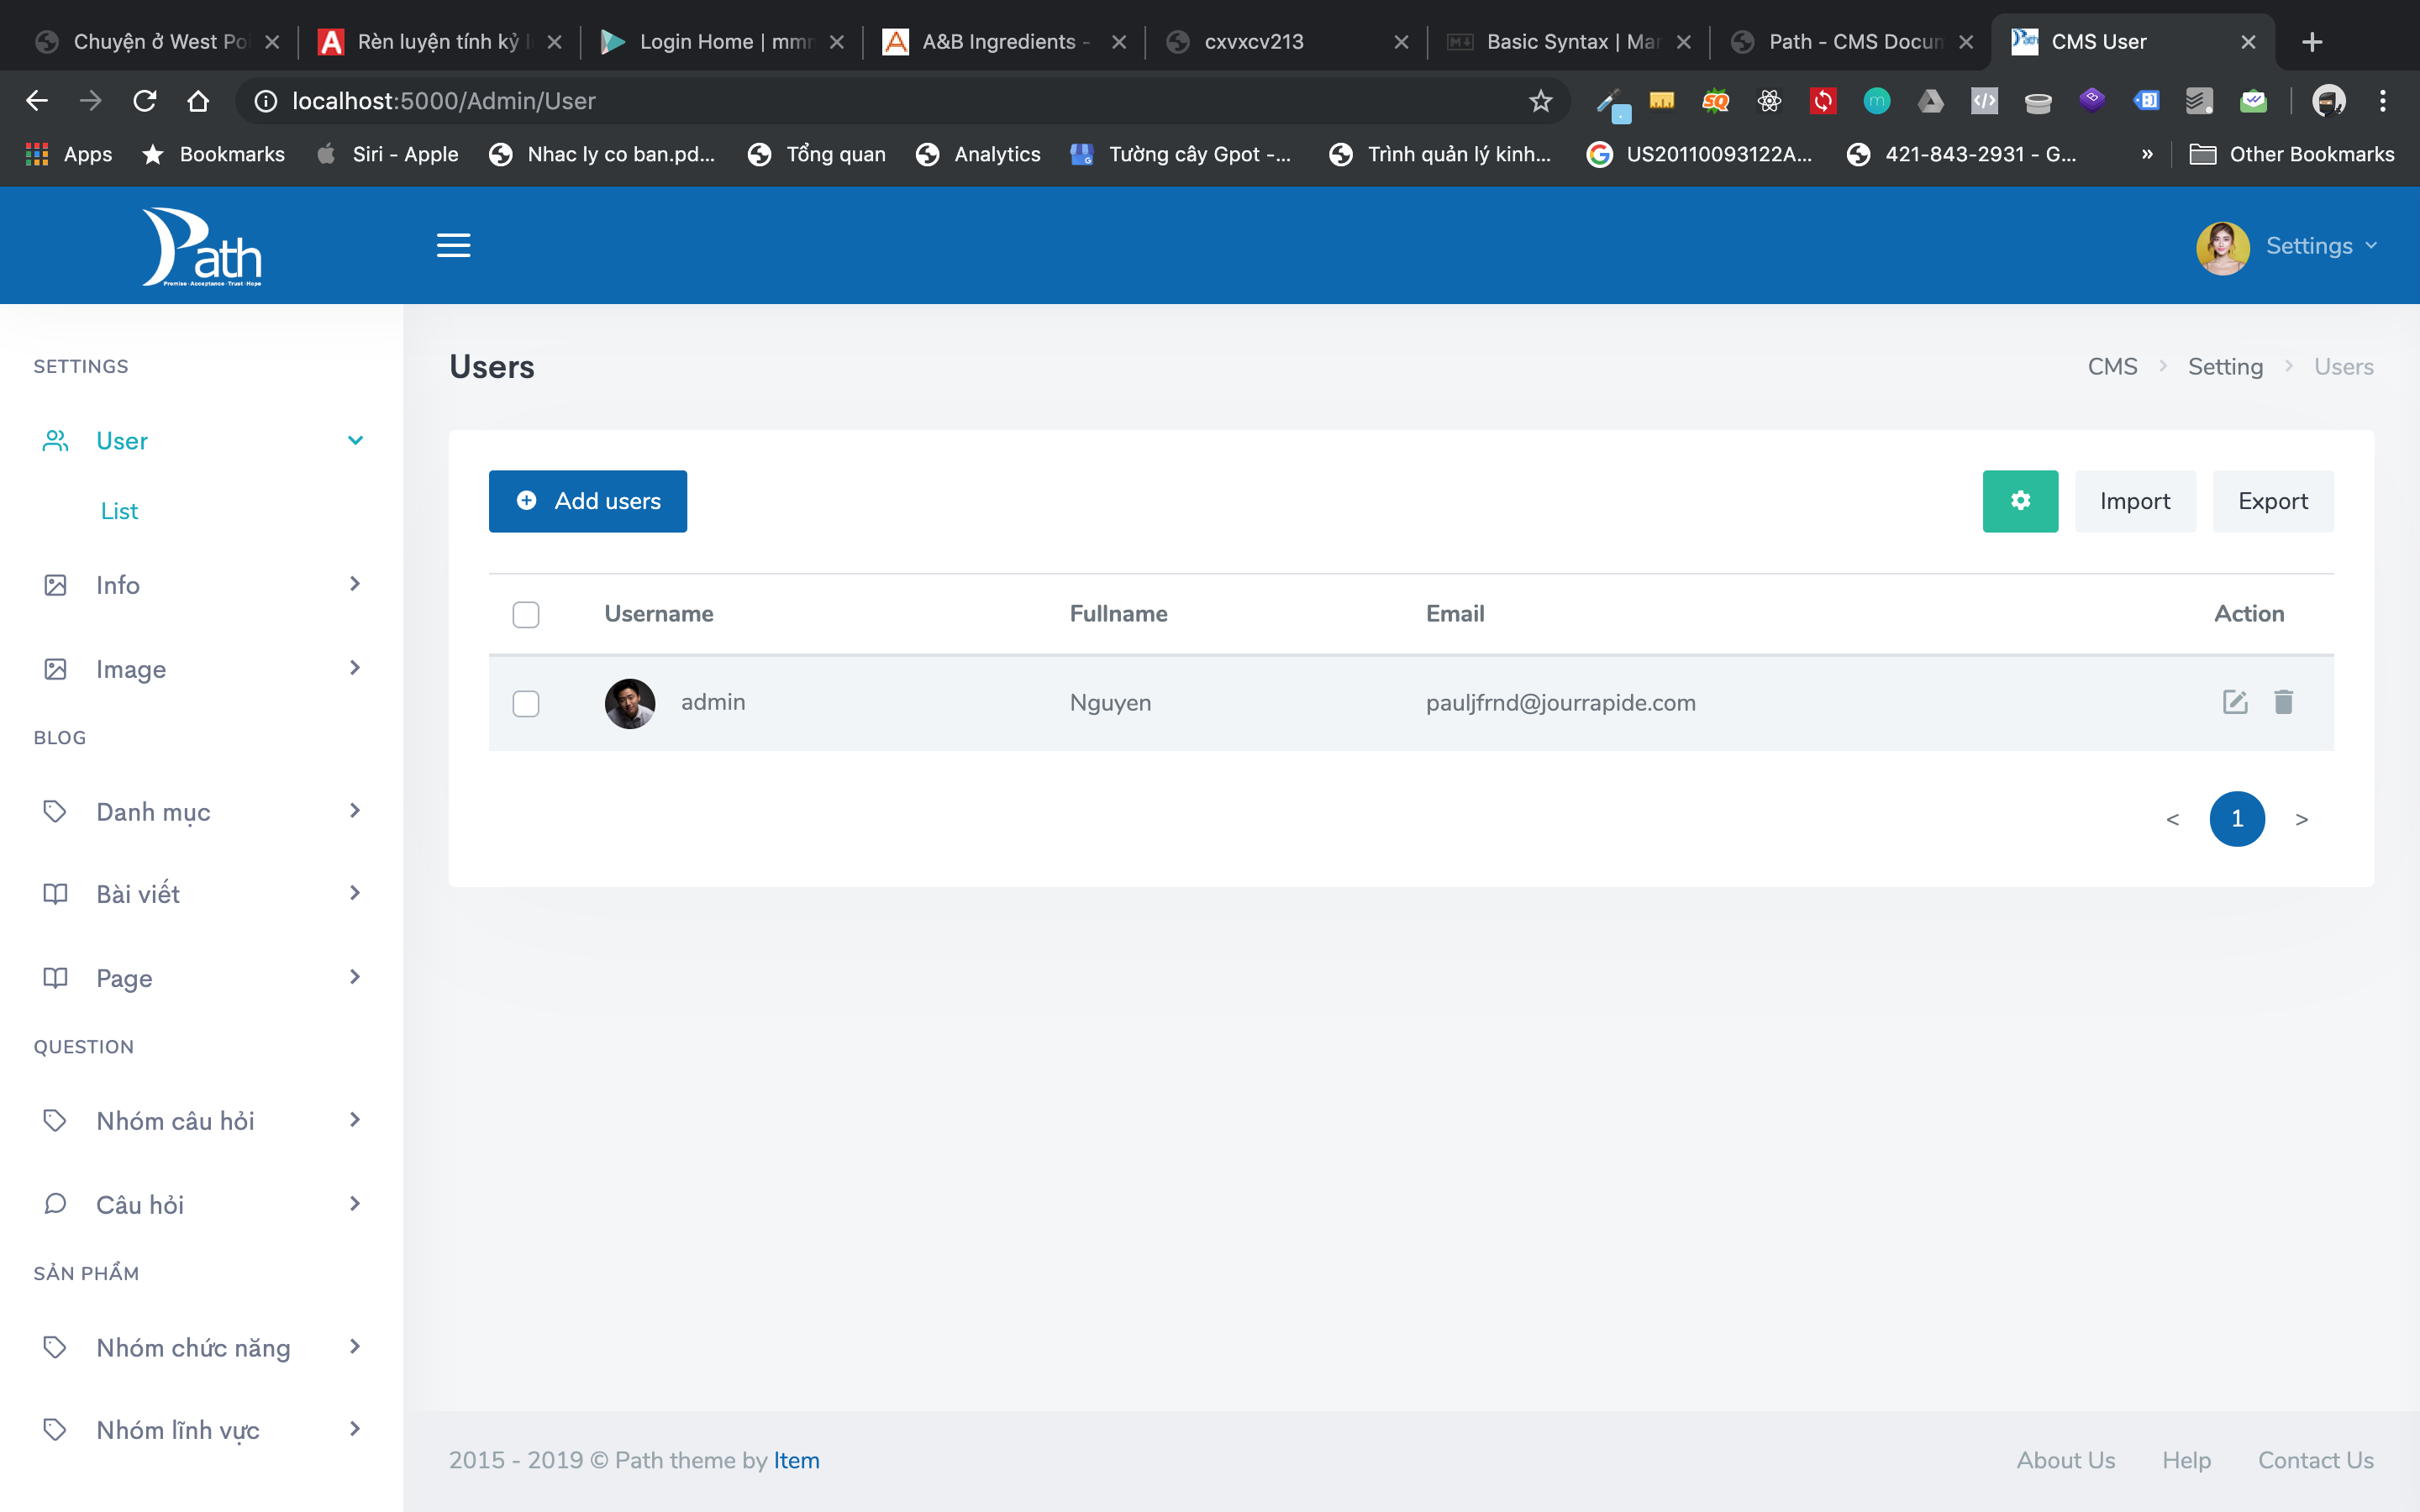 Chuyện ở West Poi
Rèn luyện tính kỷ l
Login Home | mmn
A&B Ingredients -
cxvxcv213
Basic Syntax | Mar
Path - CMS Docum
CMS User
localhost:5000/Admin/User
Apps
Bookmarks
Siri - Apple
Nhac ly co ban.pd...
Tổng quan
Analytics
Tường cây Gpot -...
Trình quản lý kinh...
US20110093122A...
421-843-2931 - G...
»
Other Bookmarks
Path
Promise - Acceptance - Trust - Hope
Settings
SETTINGS
User
List
Info
Image
BLOG
Danh mục
Bài viết
Page
QUESTION
Nhóm câu hỏi
Câu hỏi
SẢN PHẨM
Nhóm chức năng
Nhóm lĩnh vực
Users
CMS > Setting > Users
Add users
Import
Export
Username Fullname Email Action
admin Nguyen pauljfrnd@jourrapide.com
< 1 >
2015 - 2019 © Path theme by Item
About Us Help Contact Us